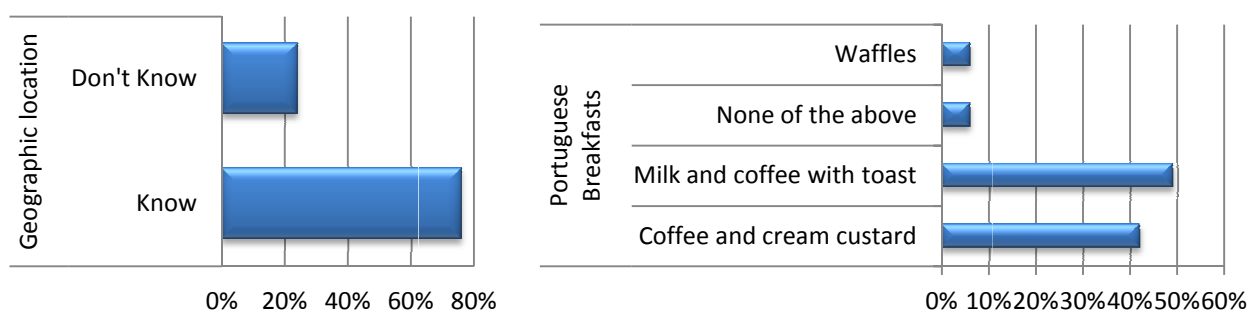 Geographic location
Don't Know
Know
0% 20% 40% 60% 80%
Portuguese
Breakfasts
Waffles
None of the above
Milk and coffee with toast
Coffee and cream custard
0% 10%20%30%40%50%60%